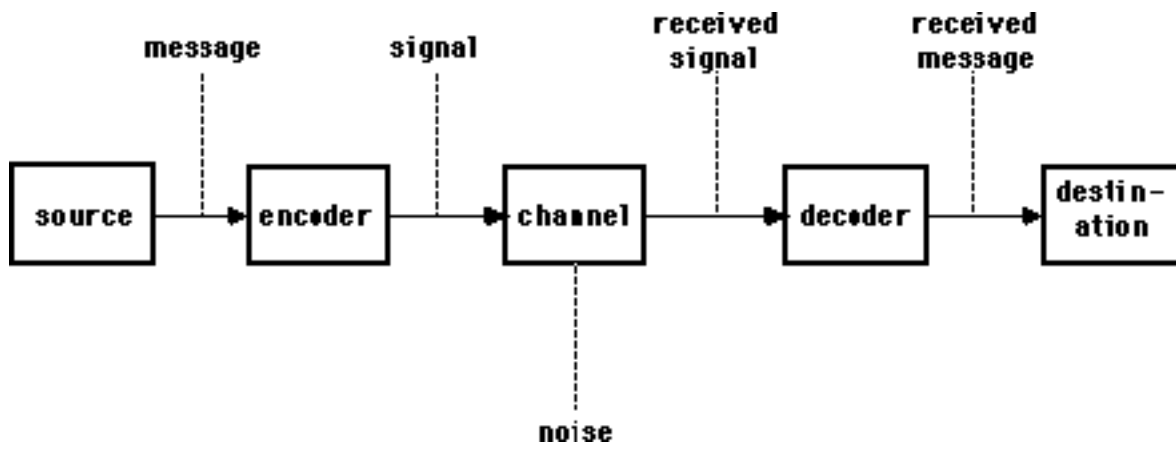 message
signal
received
signal
received
message
source
encoder
channel
decoder
destin-
ation
noise